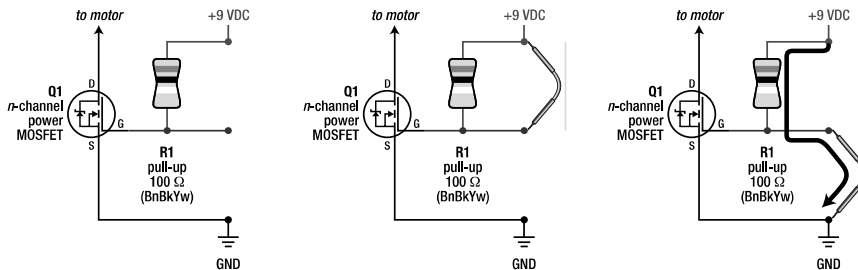 to motor
+9 VDC
Q1
n-channel
power
MOSFET
D
G
S
R1
pull-up
100 Ω
(BnBkYw)
GND
to motor
+9 VDC
Q1
n-channel
power
MOSFET
D
G
S
R1
pull-up
100 Ω
(BnBkYw)
GND
to motor
+9 VDC
Q1
n-channel
power
MOSFET
D
G
S
R1
pull-up
100 Ω
(BnBkYw)
GND